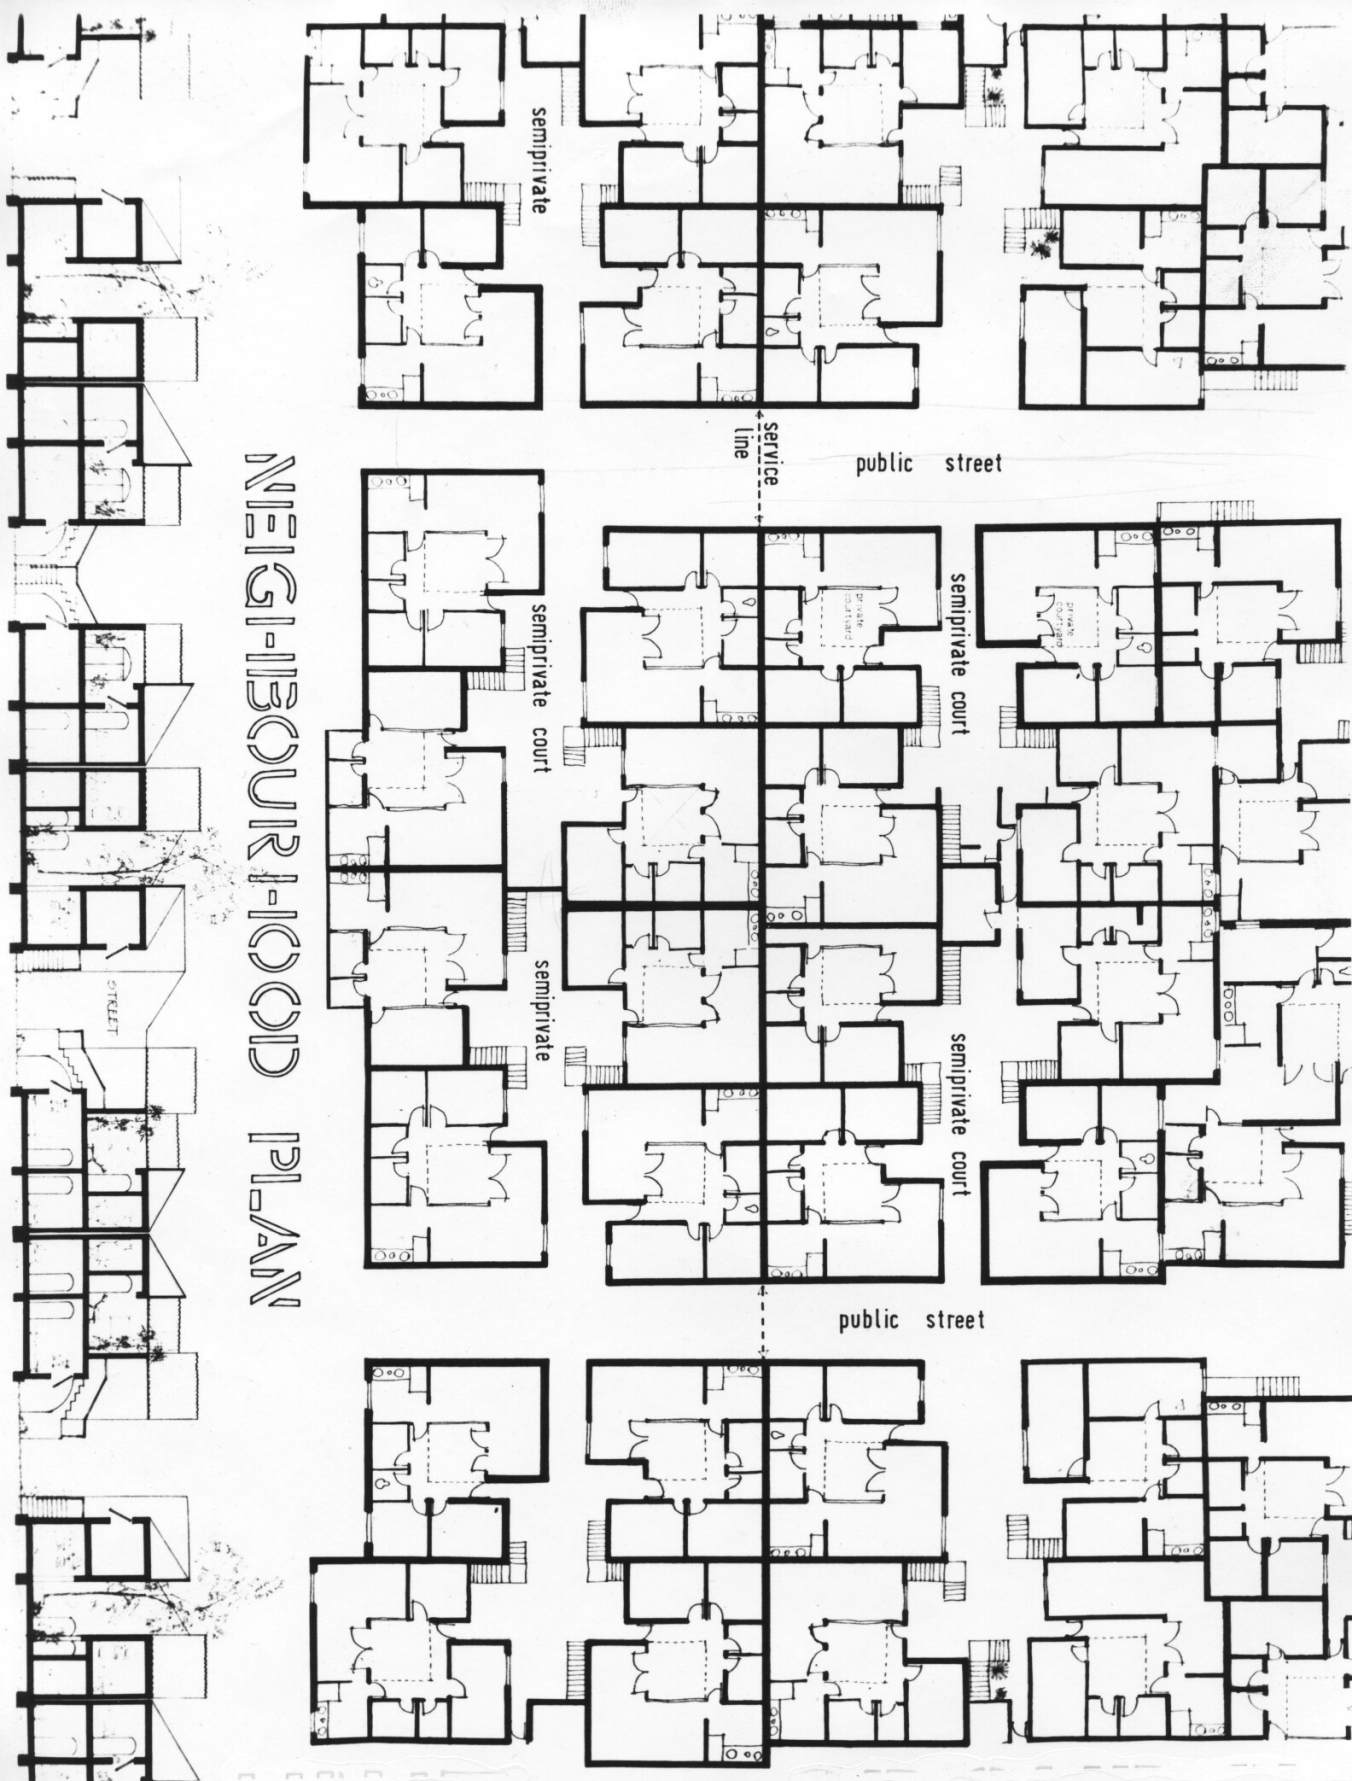 semiprivate
service
line
public street
NEIGHBOURHOOD PLAN
semiprivate court
private
courtyard
semiprivate court
private
courtyard
semiprivate
STREET
semiprivate court
public street